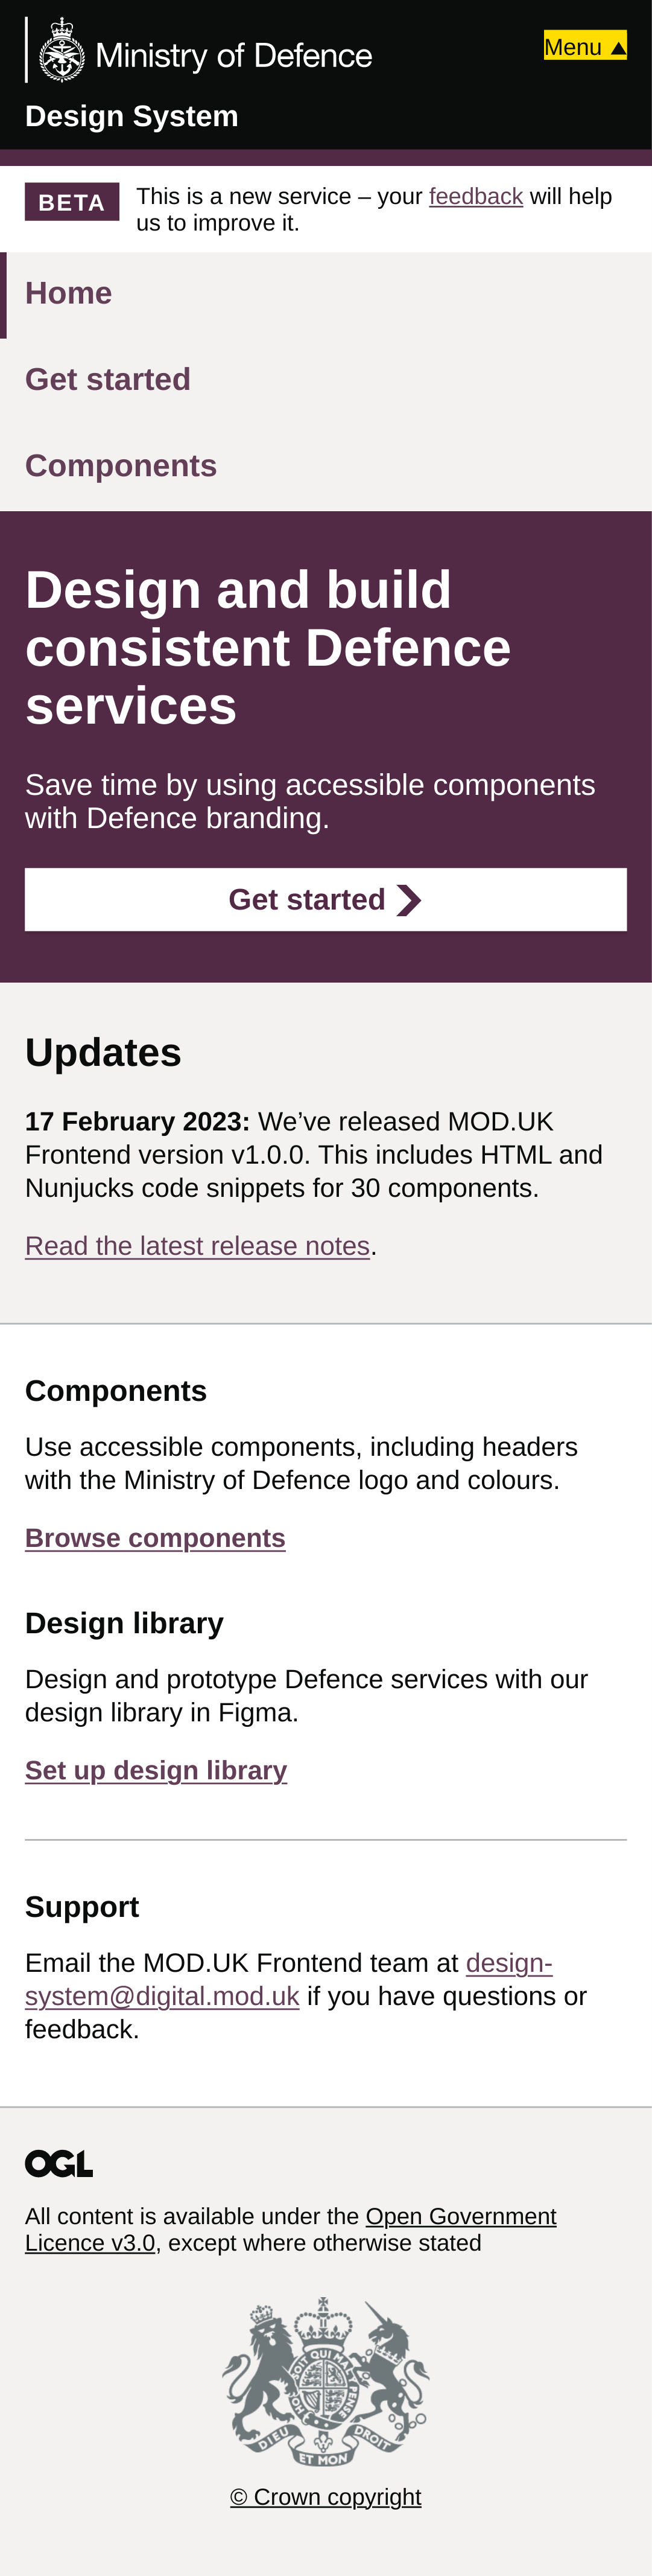 Ministry of Defence
Menu ▲
Design System
BETA
This is a new service – your feedback will help
us to improve it.
Home
Get started
Components
Design and build
consistent Defence
services
Save time by using accessible components
with Defence branding.
Get started
Updates
17 February 2023: We’ve released MOD.UK
Frontend version v1.0.0. This includes HTML and
Nunjucks code snippets for 30 components.
Read the latest release notes.
Components
Use accessible components, including headers
with the Ministry of Defence logo and colours.
Browse components
Design library
Design and prototype Defence services with our
design library in Figma.
Set up design library
Support
Email the MOD.UK Frontend team at design-
system@digital.mod.uk if you have questions or
feedback.
OGL
All content is available under the Open Government
Licence v3.0, except where otherwise stated
DIEU ET MON DROIT
© Crown copyright